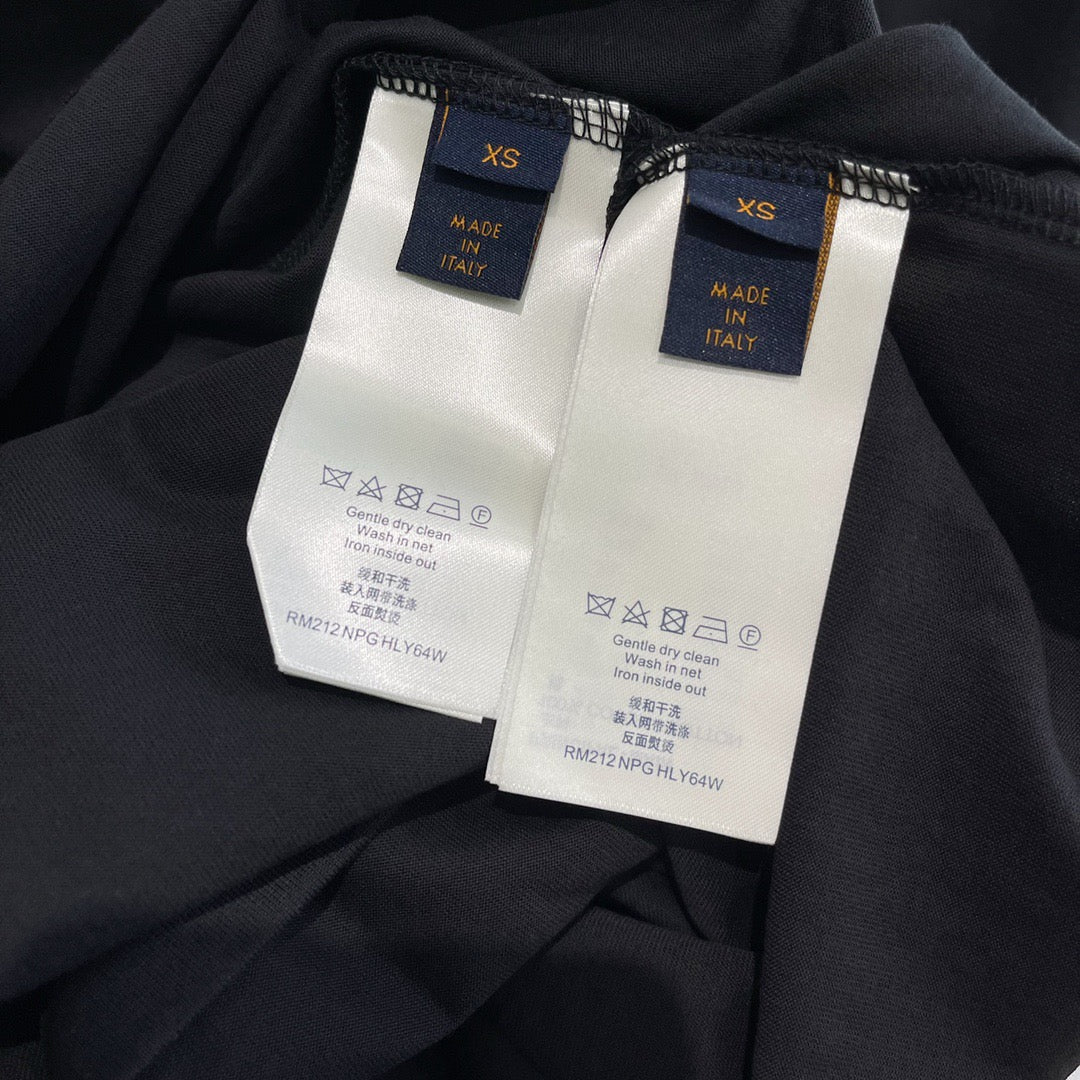 XS
MADE
IN
ITALY
Gentle dry clean
Wash in net
Iron inside out
缓和干洗
装入网带洗涤
反面熨烫
RM212 NPG HLY64W
XS
MADE
IN
ITALY
F
Gentle dry clean
Wash in net
Iron inside out
缓和干洗
装入网带洗涤
反面熨烫
RM212 NPG HLY64W